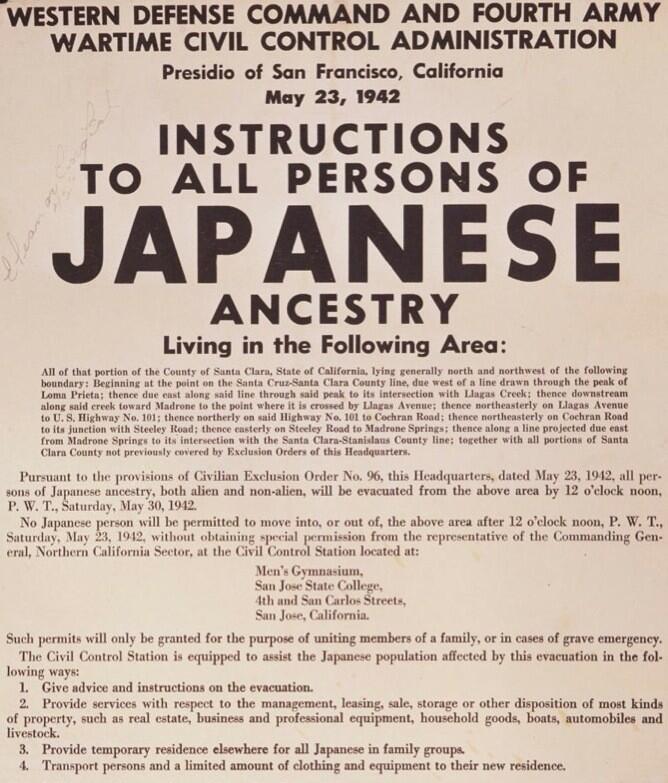 WESTERN DEFENSE COMMAND AND FOURTH ARMY
WARTIME CIVIL CONTROL ADMINISTRATION
Presidio of San Francisco, California
May 23, 1942
INSTRUCTIONS
TO ALL PERSONS OF
JAPANESE
ANCESTRY
Living in the Following Area:
All of that portion of the County of Santa Clara, State of California, lying generally north and northwest of the following
boundary: Beginning at the point on the Santa Cruz-Santa Clara County line, due west of a line drawn through the peak of
Loma Prieta; thence due east along said line through said peak to its intersection with Llagas Creek; thence downstream
along said creek toward Madrone to the point where it is crossed by Llagas Avenue; thence northeasterly on Llagas Avenue
to U. S. Highway No. 101; thence northerly on said Highway No. 101 to Cochran Road; thence northeasterly on Cochran Road
to its junction with Steeley Road; thence easterly on Steeley Road to Madrone Springs; thence along a line projected due east
from Madrone Springs to its intersection with the Santa Clara-Stanislaus County line; together with all portions of Santa
Clara County not previously covered by Exclusion Orders of this Headquarters.
Pursuant to the provisions of Civilian Exclusion Order No. 96, this Headquarters, dated May 23, 1942, all per-
sons of Japanese ancestry, both alien and non-alien, will be evacuated from the above area by 12 o'clock noon,
P. W. T., Saturday, May 30, 1942.
No Japanese person will be permitted to move into, or out of, the above area after 12 o'clock noon, P. W. T.,
Saturday, May 23, 1942, without obtaining special permission from the representative of the Commanding Gen-
eral, Northern California Sector, at the Civil Control Station located at:
Men's Gymnasium,
San Jose State College,
4th and San Carlos Streets,
San Jose, California.
Such permits will only be granted for the purpose of uniting members of a family, or in cases of grave emergency.
The Civil Control Station is equipped to assist the Japanese population affected by this evacuation in the fol-
lowing ways:
1. Give advice and instructions on the evacuation.
2. Provide services with respect to the management, leasing, sale, storage or other disposition of most kinds
of property, such as real estate, business and professional equipment, household goods, boats, automobiles and
livestock.
3. Provide temporary residence elsewhere for all Japanese in family groups.
4. Transport persons and a limited amount of clothing and equipment to their new residence.